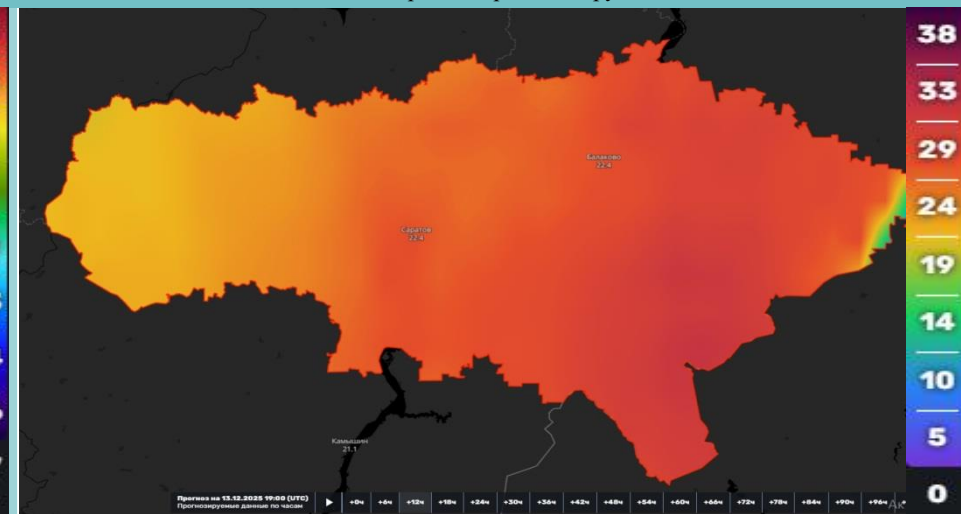 38
33
29
24
19
14
10
5
0
Балаково
22.4
Саратов
22.4
Камышин
21.1
Прогноз на 13.12.2025 19:00 (UTC)
Прогнозируемые данные по часам
+0ч +6ч +12ч +18ч +24ч +30ч +36ч +42ч +48ч +54ч +60ч +66ч +72ч +78ч +84ч +90ч +96ч